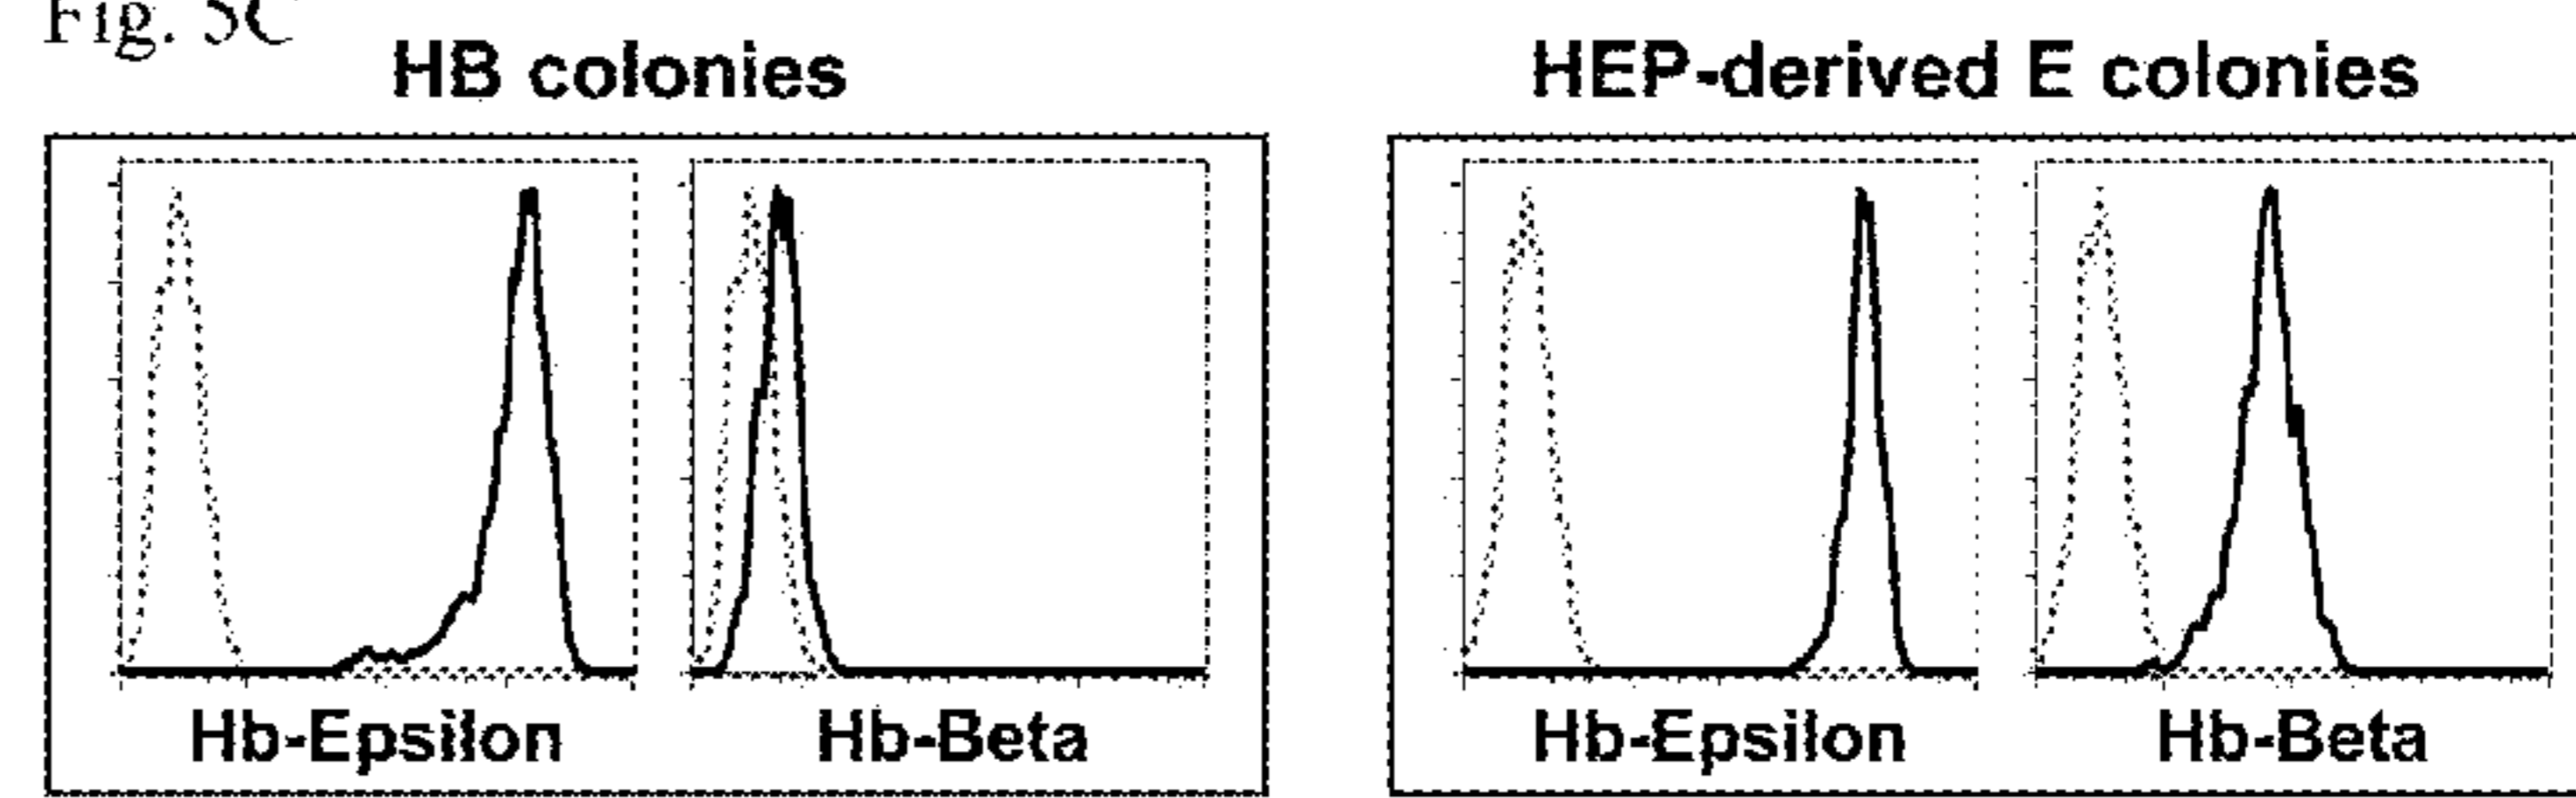 Fig. 5C
HB colonies
HEP-derived E colonies
Hb-Epsilon
Hb-Beta
Hb-Epsilon
Hb-Beta